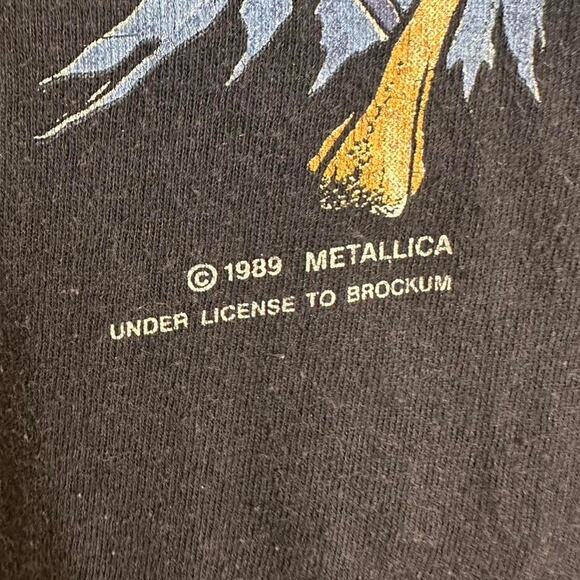 © 1989 METALLICA
UNDER LICENSE TO BROCKUM